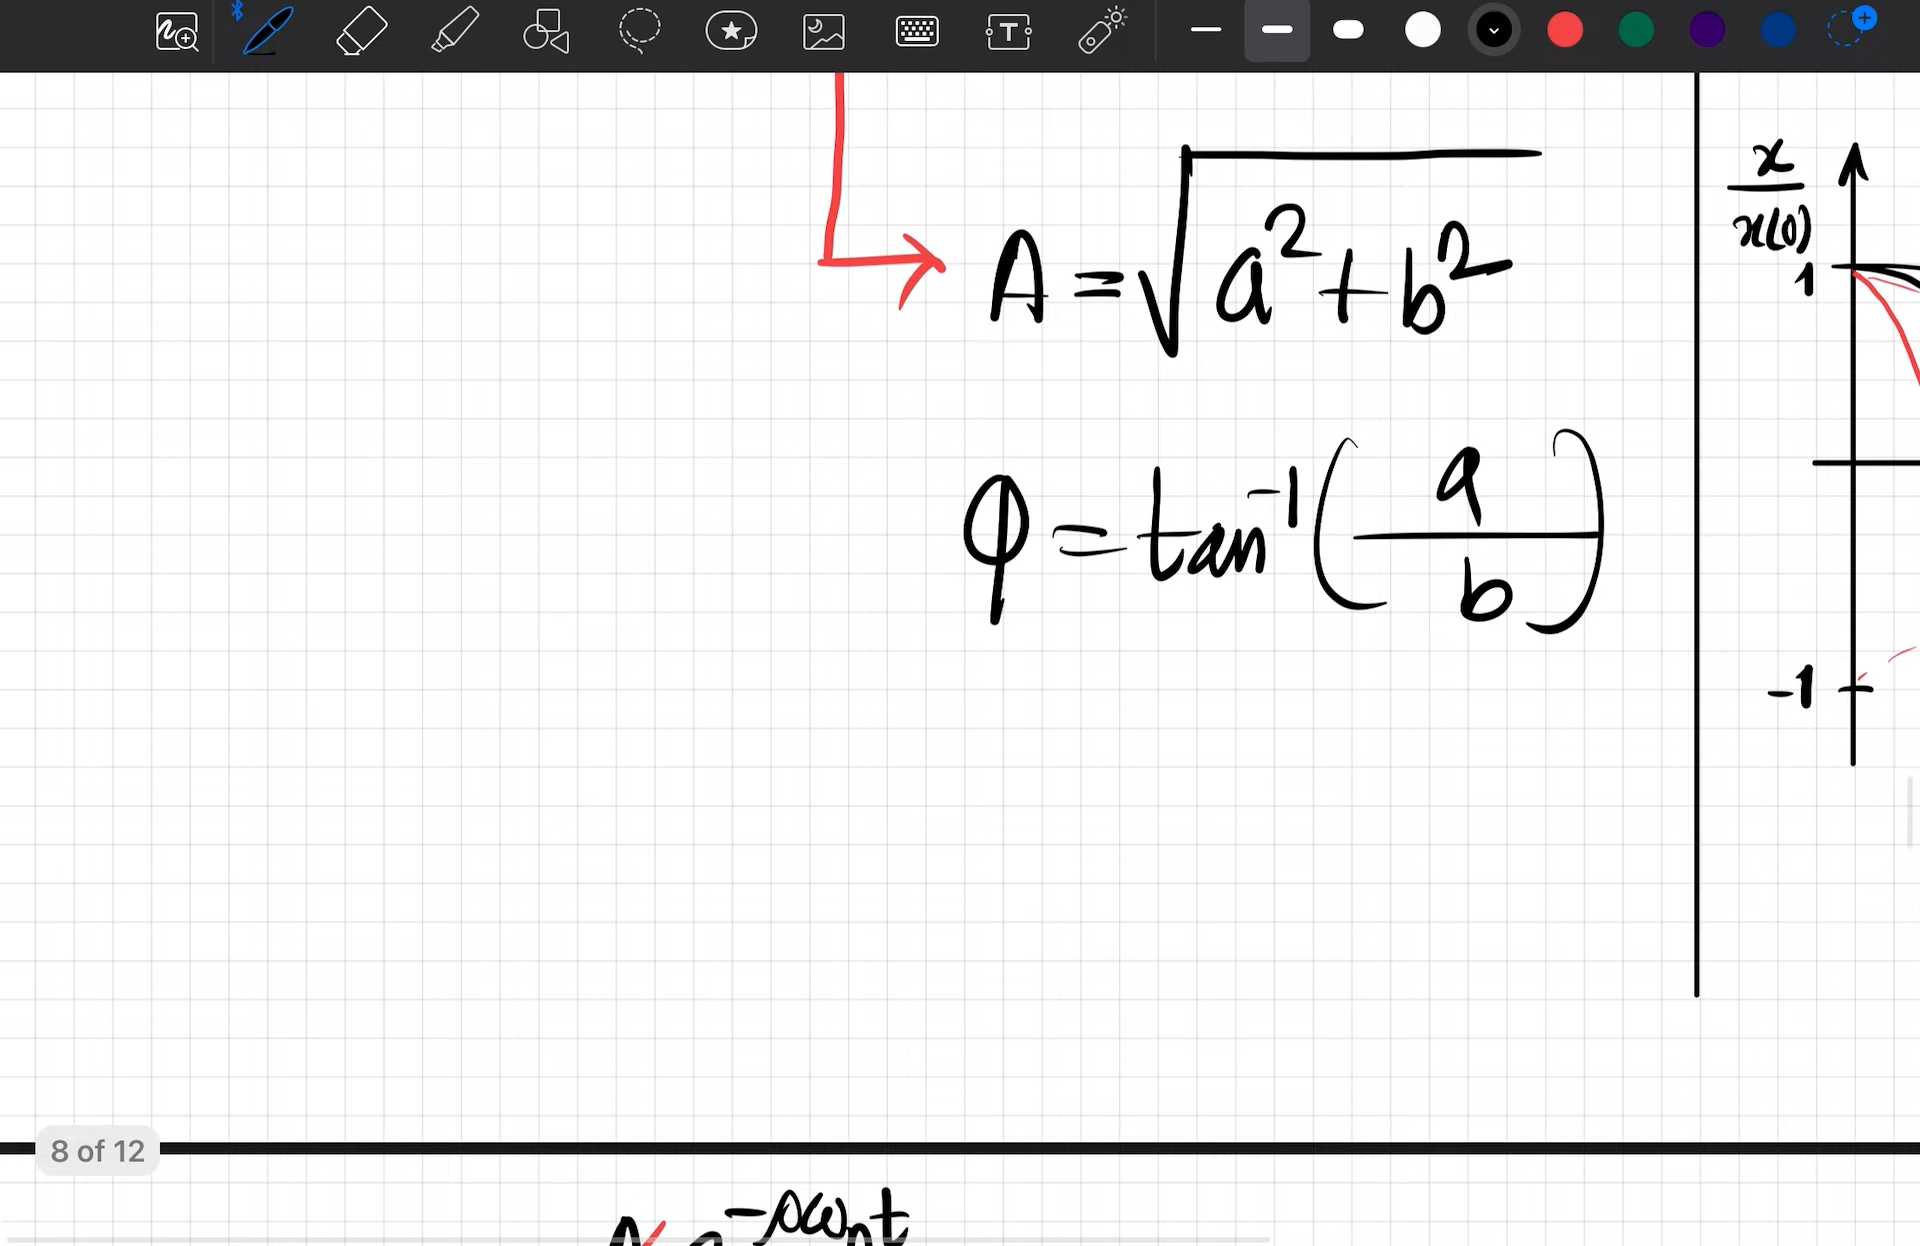 A = √a² + b²
φ = tan⁻¹(a/b)
x/x(0)
1
-1
8 of 12
T